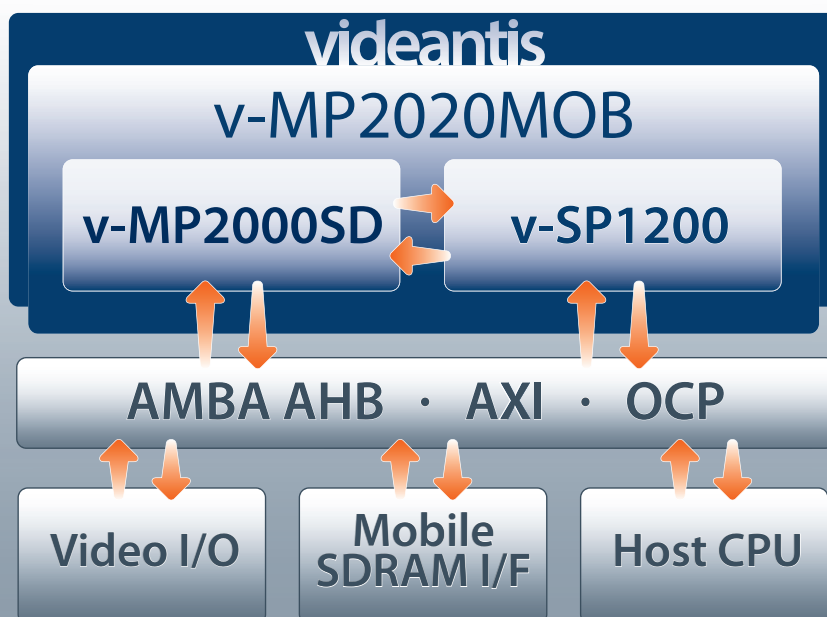 videantis
v-MP2020MOB
v-MP2000SD
v-SP1200
AMBA AHB · AXI · OCP
Video I/O
Mobile
SDRAM I/F
Host CPU